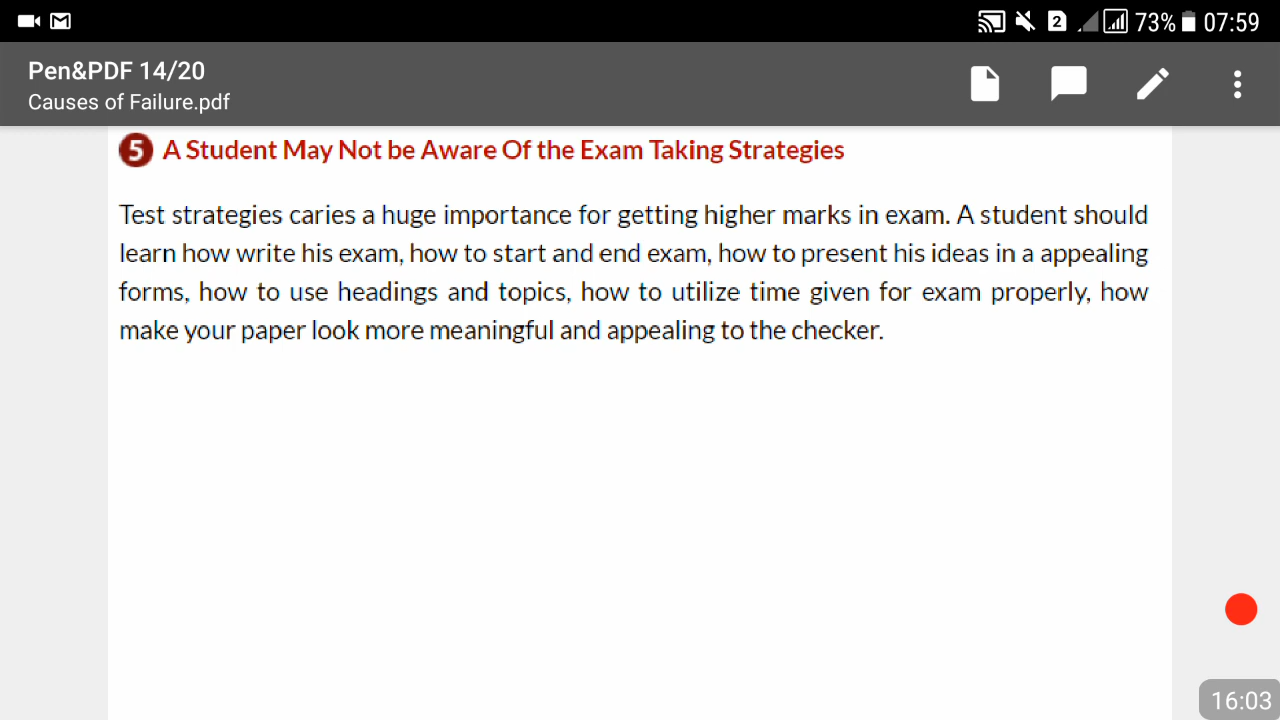 2 73% 07:59
Pen&PDF 14/20
Causes of Failure.pdf
5 A Student May Not be Aware Of the Exam Taking Strategies
Test strategies caries a huge importance for getting higher marks in exam. A student should
learn how write his exam, how to start and end exam, how to present his ideas in a appealing
forms, how to use headings and topics, how to utilize time given for exam properly, how
make your paper look more meaningful and appealing to the checker.
16:03